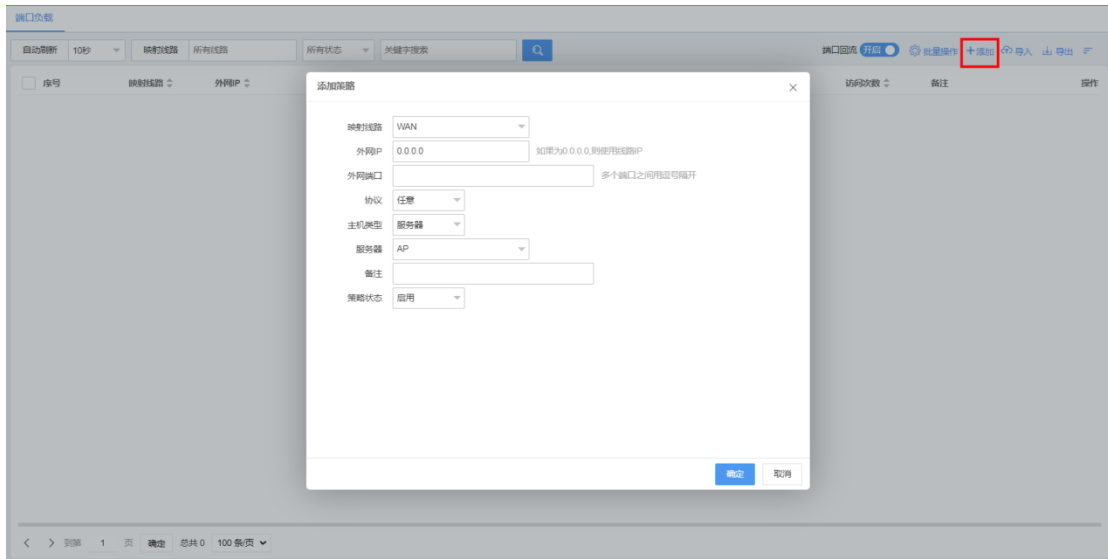 端口负载
自动刷新 10秒 映射线路 所有线路 所有状态 关键字搜索 端口回流 开启 批量操作 添加 导入 导出
序号 映射线路 外网IP 访问次数 备注 操作
添加策略
映射线路 WAN
外网IP 0.0.0.0 如果为0.0.0.0,则使用线路IP
外网端口 多个端口之间用逗号隔开
协议 任意
主机类型 服务器
服务器 AP
备注
策略状态 启用
确定 取消
到第 1 页 确定 总共 0 100 条/页